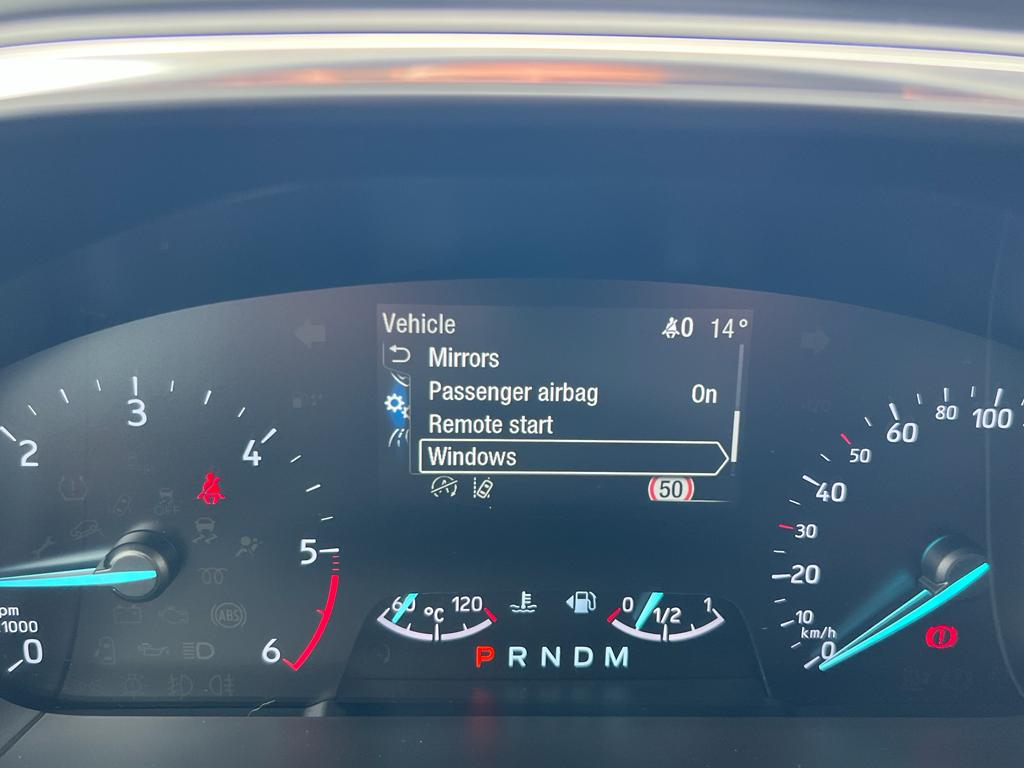 Vehicle 0 14°
Mirrors
Passenger airbag On
Remote start
Windows
50
0 2 3 4 5 6
pm
1000
0 10 20 30 40 50 60 80 100
km/h
60 °C 120
0 1/2 1
P R N D M
ABS
OFF